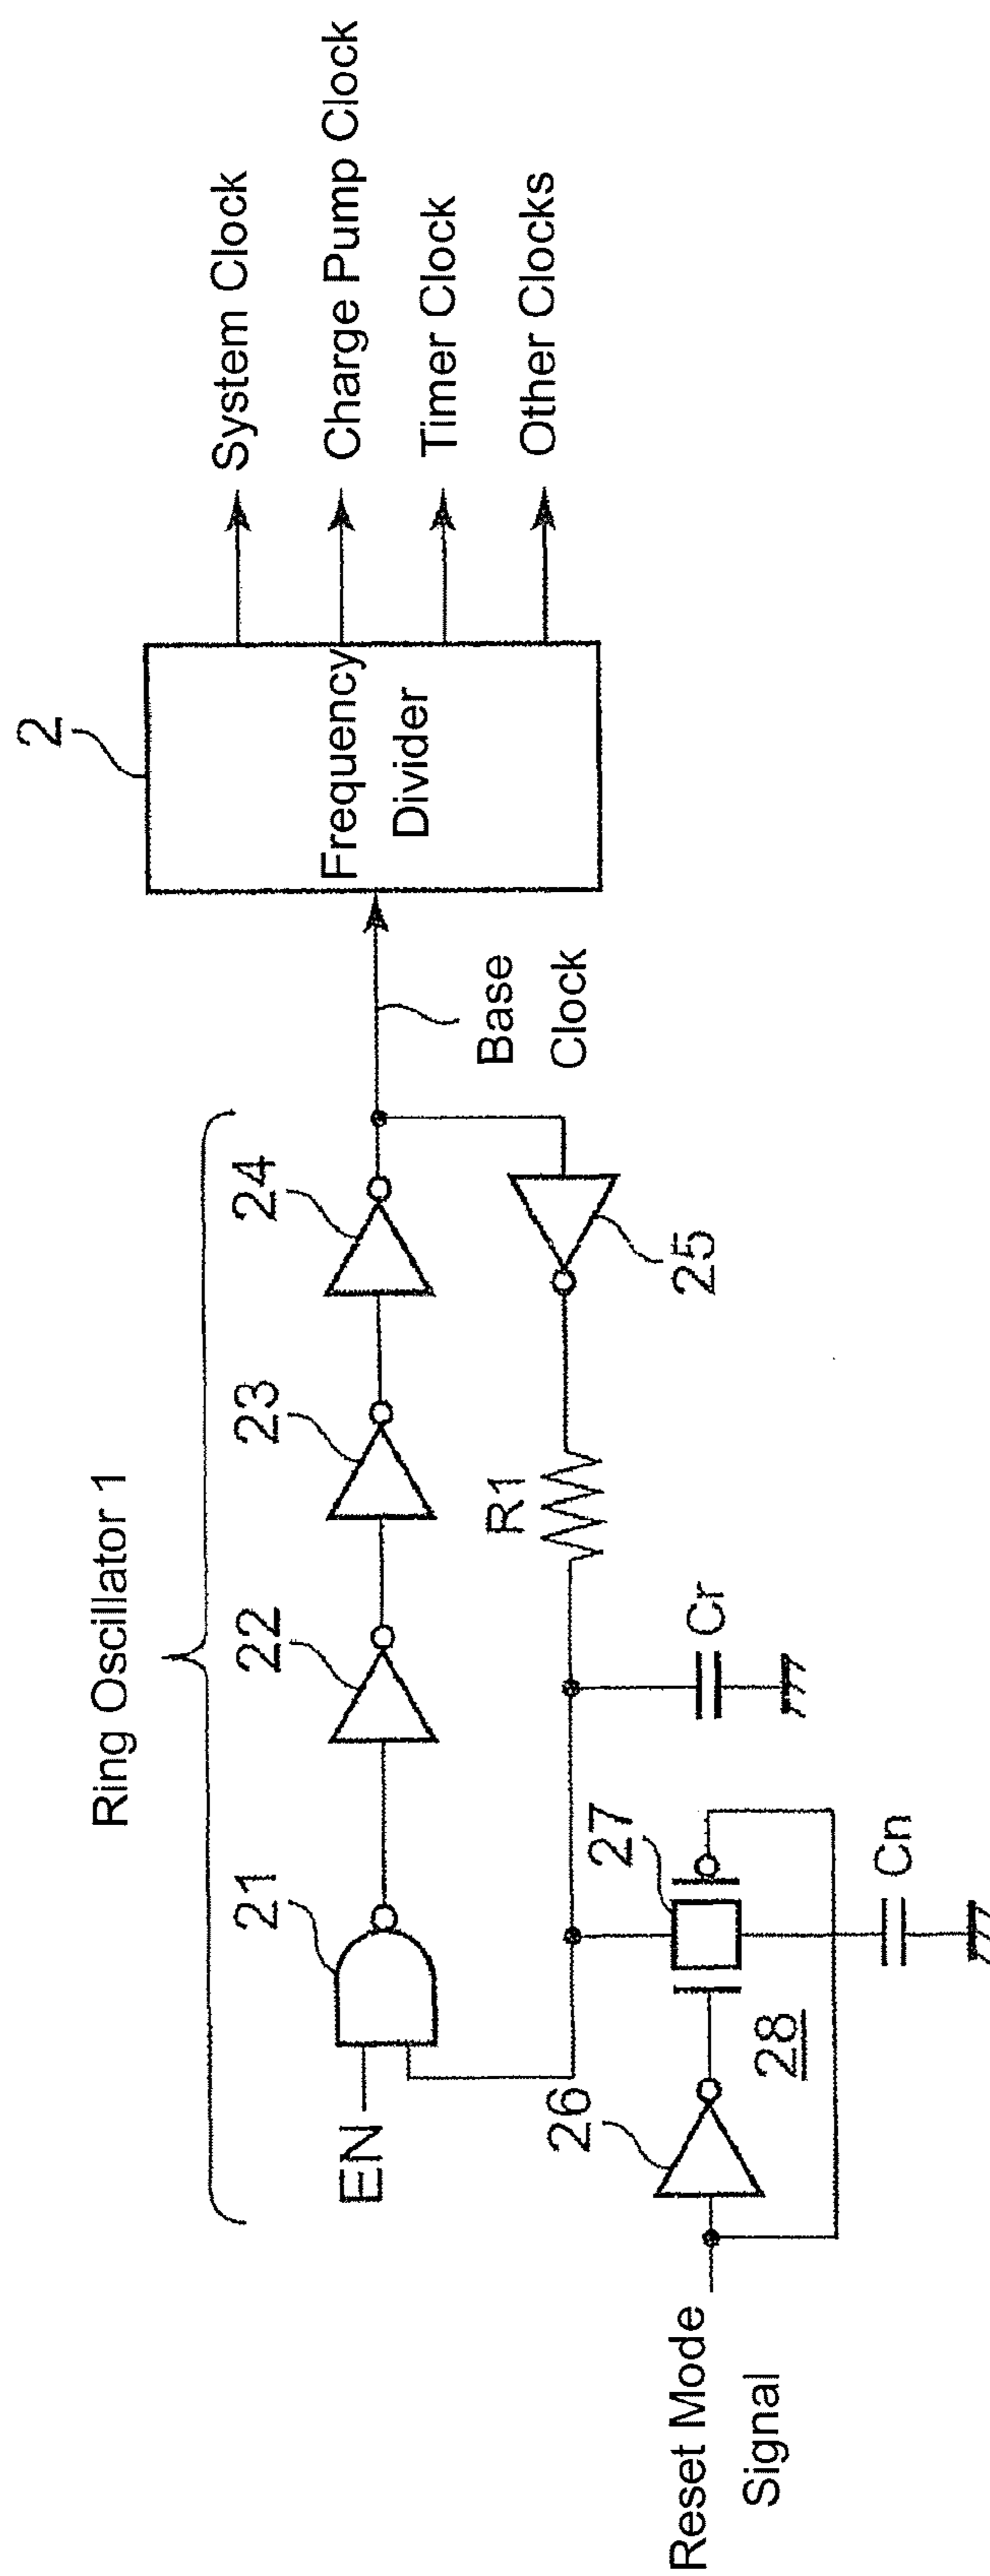 Ring Oscillator 1
2
System Clock
Charge Pump Clock
Timer Clock
Other Clocks
Frequency
Divider
Base
Clock
21
22
23
24
EN
25
R1
Cr
26
27
28
Cn
Reset Mode
Signal